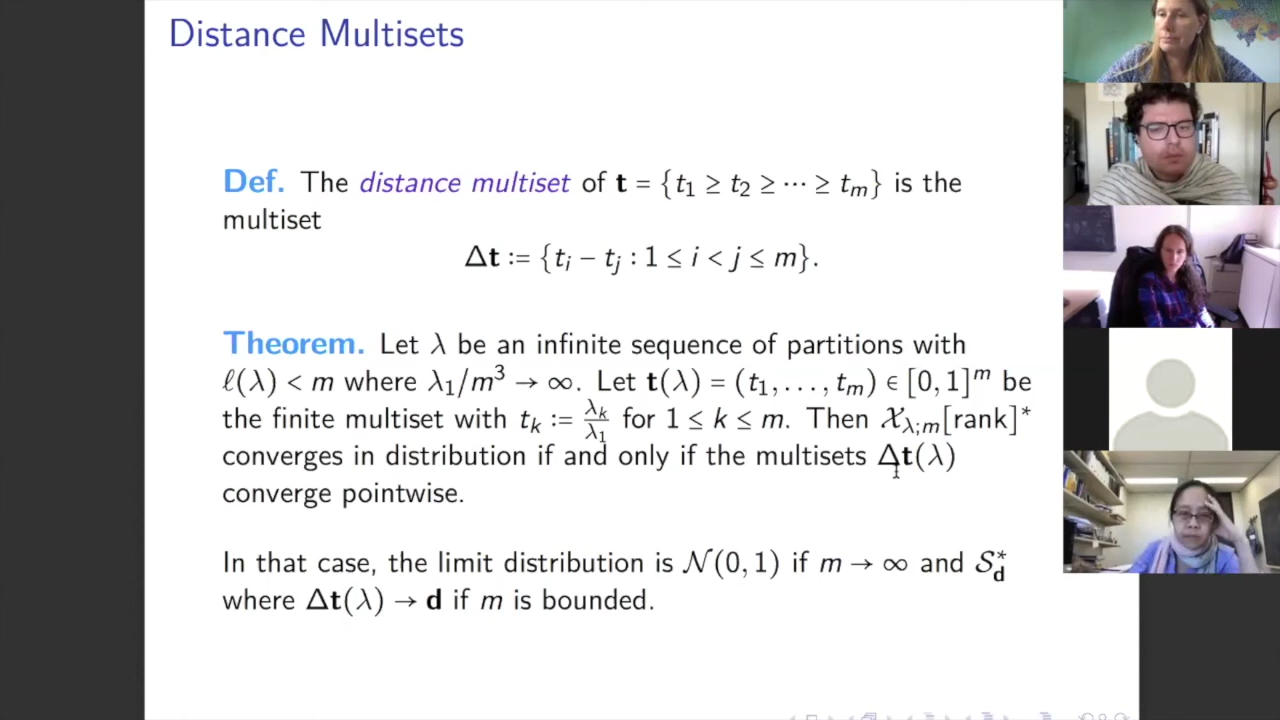 Distance Multisets
Def. The distance multiset of t = {t₁ ≥ t₂ ≥ ⋯ ≥ tₘ} is the
multiset
Δt := {tᵢ − tⱼ : 1 ≤ i < j ≤ m}.
Theorem. Let λ be an infinite sequence of partitions with
ℓ(λ) < m where λ₁/m³ → ∞. Let t(λ) = (t₁, . . . , tₘ) ∈ [0, 1]ᵐ be
the finite multiset with tₖ := λₖ/λ₁ for 1 ≤ k ≤ m. Then 𝒳_{λ;m}[rank]*
converges in distribution if and only if the multisets Δt(λ)
converge pointwise.
In that case, the limit distribution is 𝒩(0, 1) if m → ∞ and 𝒮*_d
where Δt(λ) → d if m is bounded.